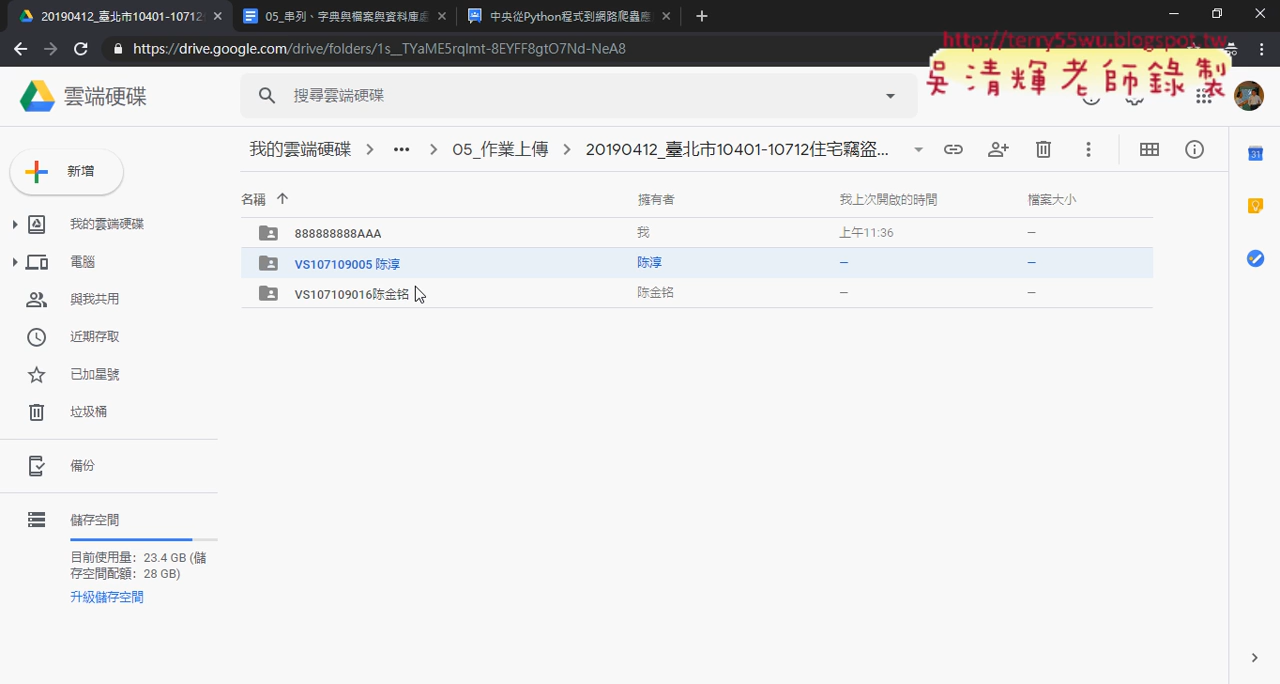 20190412_臺北市10401-10712
05_串列、字典與檔案與資料庫處
中央從Python程式到網路爬蟲應
http://terry55wu.blogspot.tw
https://drive.google.com/drive/folders/1s__TYaME5rqlmt-8EYFF8gtO7Nd-NeA8
吳清輝老師錄製
雲端硬碟
搜尋雲端硬碟
新增
我的雲端硬碟 > ... > 05_作業上傳 > 20190412_臺北市10401-10712住宅竊盜...
31
名稱 擁有者 我上次開啟的時間 檔案大小
888888888AAA 我 上午11:36 –
VS107109005 陈淳 陈淳 – –
VS107109016陈金铭 陈金铭 – –
我的雲端硬碟
電腦
與我共用
近期存取
已加星號
垃圾桶
備份
儲存空間
目前使用量: 23.4 GB (儲
存空間配額: 28 GB)
升級儲存空間